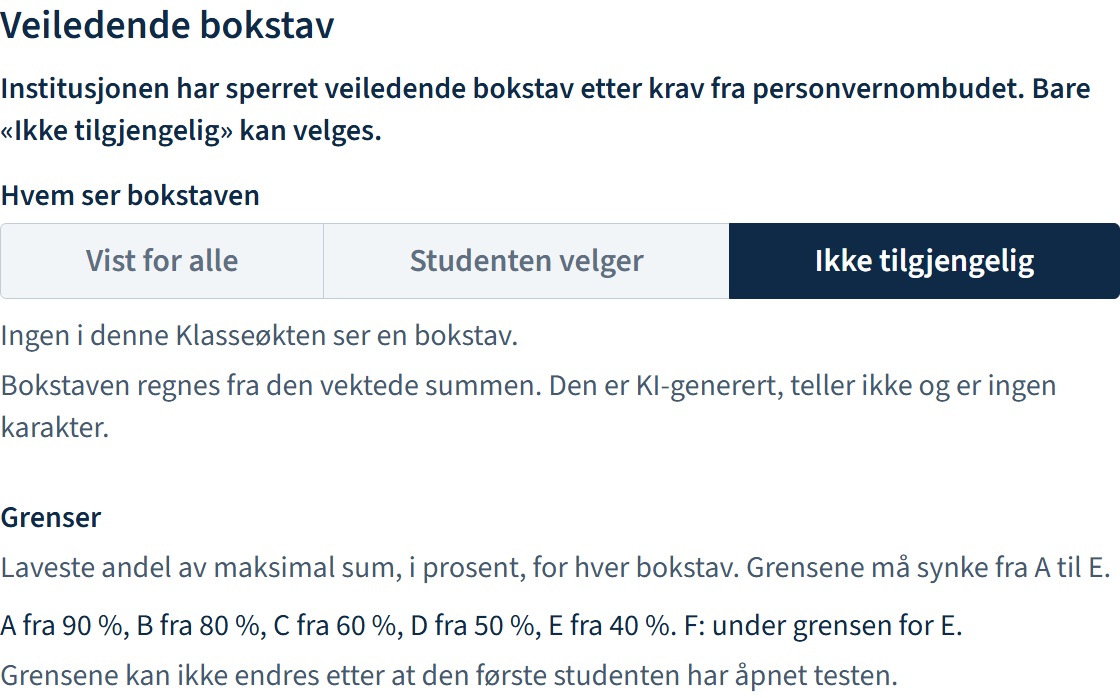 Veiledende bokstav
Institusjonen har sperret veiledende bokstav etter krav fra personvernombudet. Bare
«Ikke tilgjengelig» kan velges.
Hvem ser bokstaven
Vist for alle
Studenten velger
Ikke tilgjengelig
Ingen i denne Klasseøkten ser en bokstav.
Bokstaven regnes fra den vektede summen. Den er KI-generert, teller ikke og er ingen
karakter.
Grenser
Laveste andel av maksimal sum, i prosent, for hver bokstav. Grensene må synke fra A til E.
A fra 90 %, B fra 80 %, C fra 60 %, D fra 50 %, E fra 40 %. F: under grensen for E.
Grensene kan ikke endres etter at den første studenten har åpnet testen.